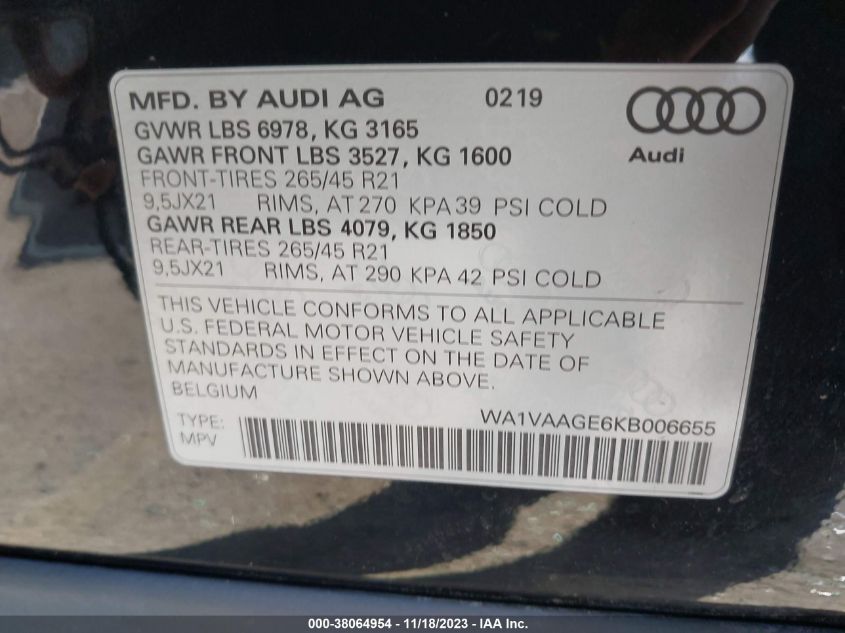 MFD. BY AUDI AG 0219
GVWR LBS 6978, KG 3165
GAWR FRONT LBS 3527, KG 1600
Audi
FRONT-TIRES 265/45 R21
9,5JX21 RIMS, AT 270 KPA 39 PSI COLD
GAWR REAR LBS 4079, KG 1850
REAR-TIRES 265/45 R21
9,5JX21 RIMS, AT 290 KPA 42 PSI COLD
THIS VEHICLE CONFORMS TO ALL APPLICABLE
U.S. FEDERAL MOTOR VEHICLE SAFETY
STANDARDS IN EFFECT ON THE DATE OF
MANUFACTURE SHOWN ABOVE.
BELGIUM
TYPE: WA1VAAGE6KB006655
MPV
000-38064954 - 11/18/2023 - IAA Inc.